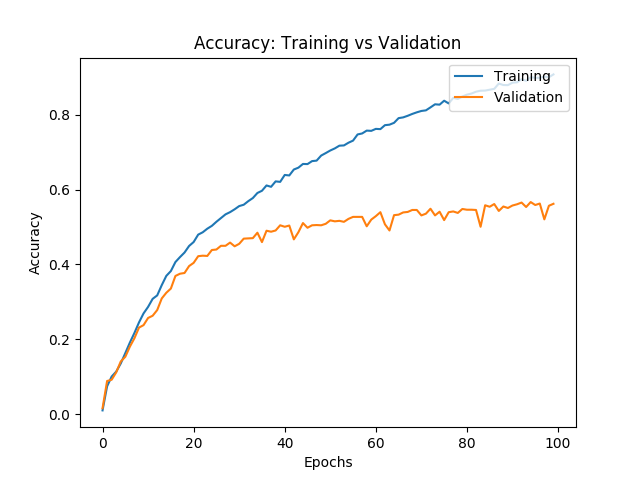 Accuracy: Training vs Validation
Training
Validation
0.8
0.6
0.4
0.2
0.0
Accuracy
0 20 40 60 80 100
Epochs